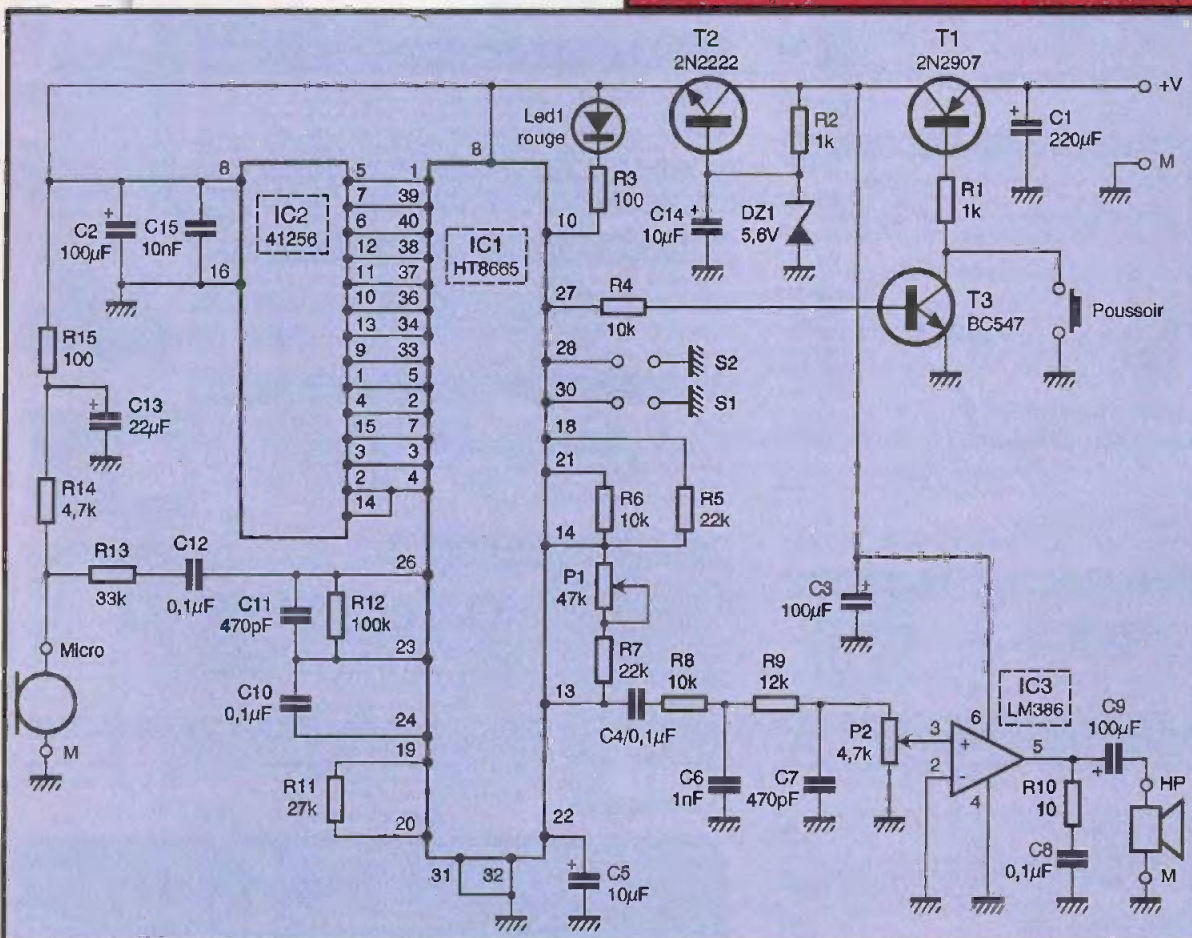 T2
2N2222
T1
2N2907
+V
M
C1
220µF
Led1
rouge
R3
100
R2
1k
R1
1k
C14
10µF
DZ1
5,6V
T3
BC547
Poussoir
8
C2
100µF
C15
10nF
16
IC2
41256
5
7
6
12
11
10
13
9
1
4
15
3
2
14
1
39
40
38
37
36
34
33
5
2
7
3
4
8
IC1
HT8665
10
27
28
30
18
21
14
13
22
R4
10k
S2
S1
R6
10k
R5
22k
P1
47k
R7
22k
C4/0,1µF
R8
10k
R9
12k
C6
1nF
C7
470pF
P2
4,7k
C3
100µF
IC3
LM386
3
+
2
-
6
5
4
C9
100µF
+
R10
10
C8
0,1µF
HP
M
R15
100
C13
22µF
R14
4,7k
R13
33k
C12
0,1µF
C11
470pF
R12
100k
26
23
24
19
20
31
32
C10
0,1µF
R11
27k
C5
10µF
Micro
M